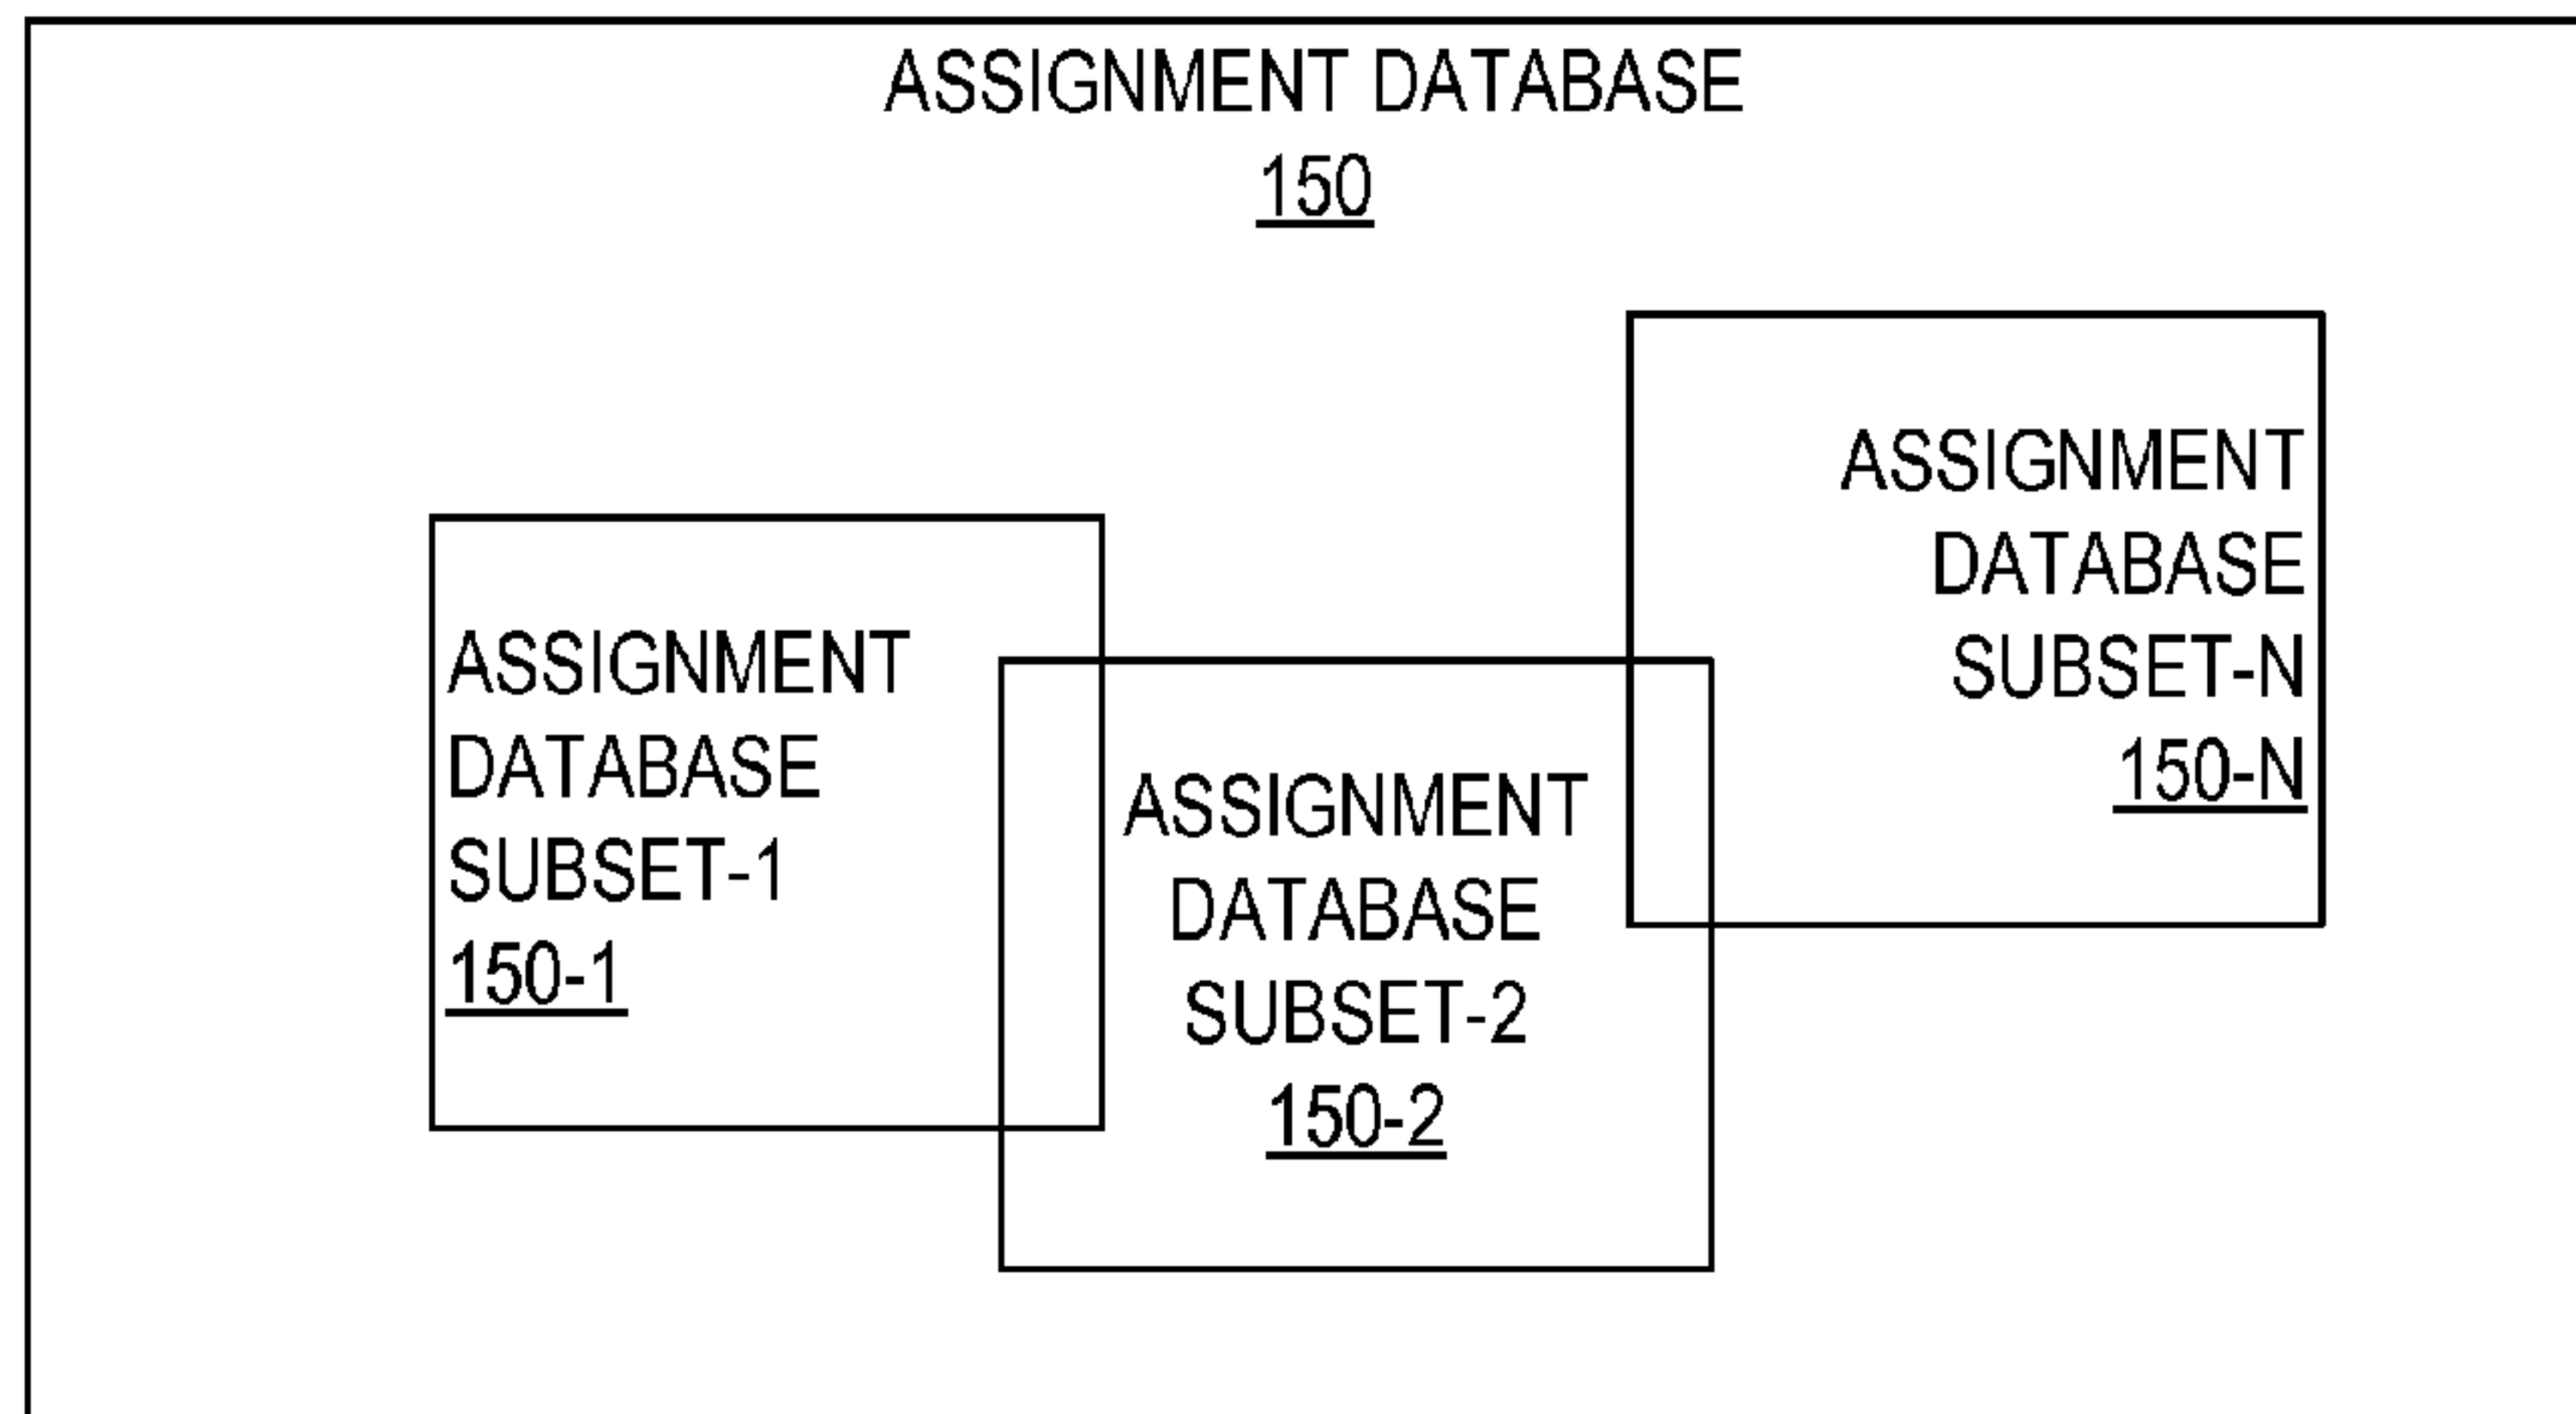 ASSIGNMENT DATABASE
150
ASSIGNMENT
DATABASE
SUBSET-1
150-1
ASSIGNMENT
DATABASE
SUBSET-2
150-2
ASSIGNMENT
DATABASE
SUBSET-N
150-N